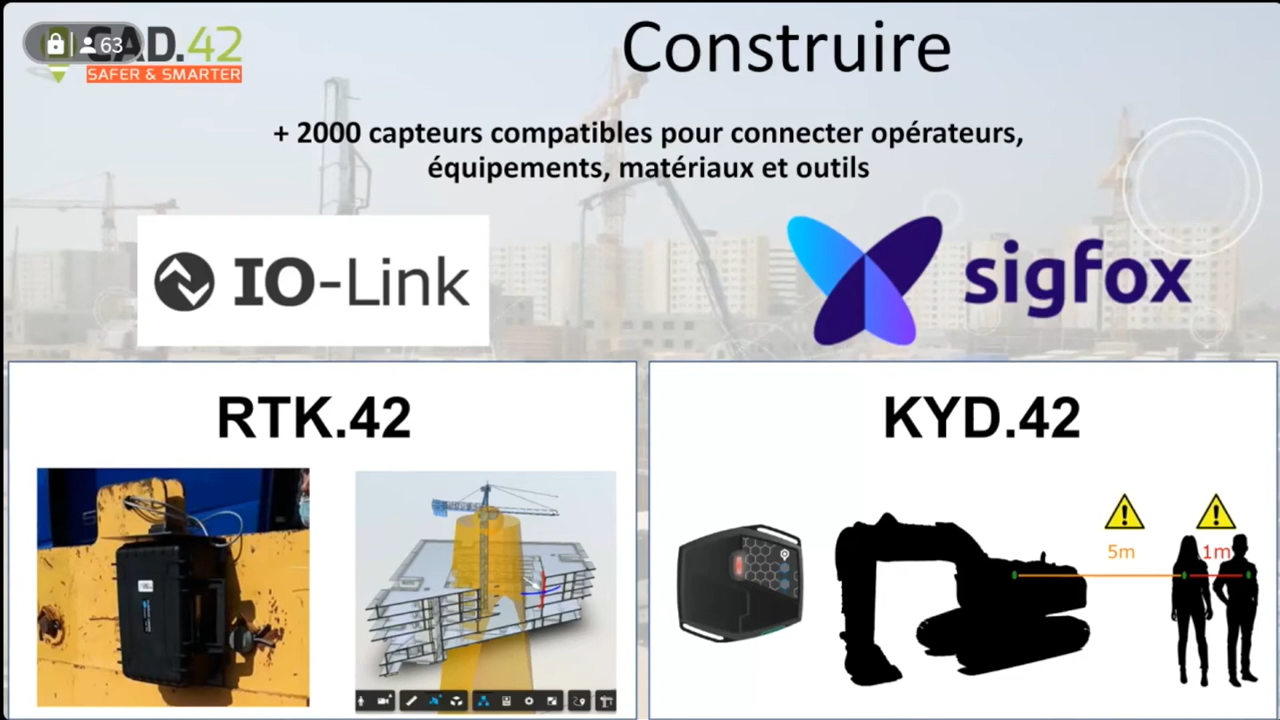 63
CAD.42
SAFER & SMARTER
Construire
+ 2000 capteurs compatibles pour connecter opérateurs,
équipements, matériaux et outils
IO-Link
sigfox
RTK.42
KYD.42
5m
1m